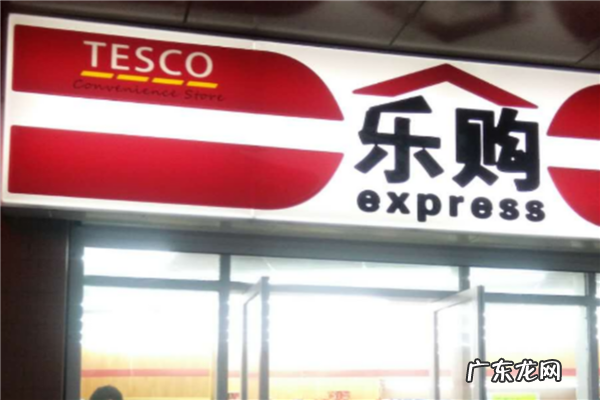 TESCO
Convenience Store
乐购
express
广东龙网